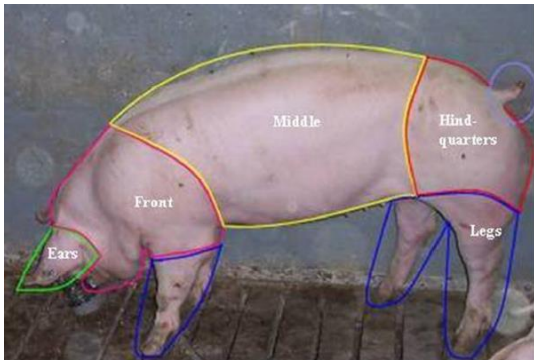 Middle
Hind-
quarters
Front
Legs
Ears